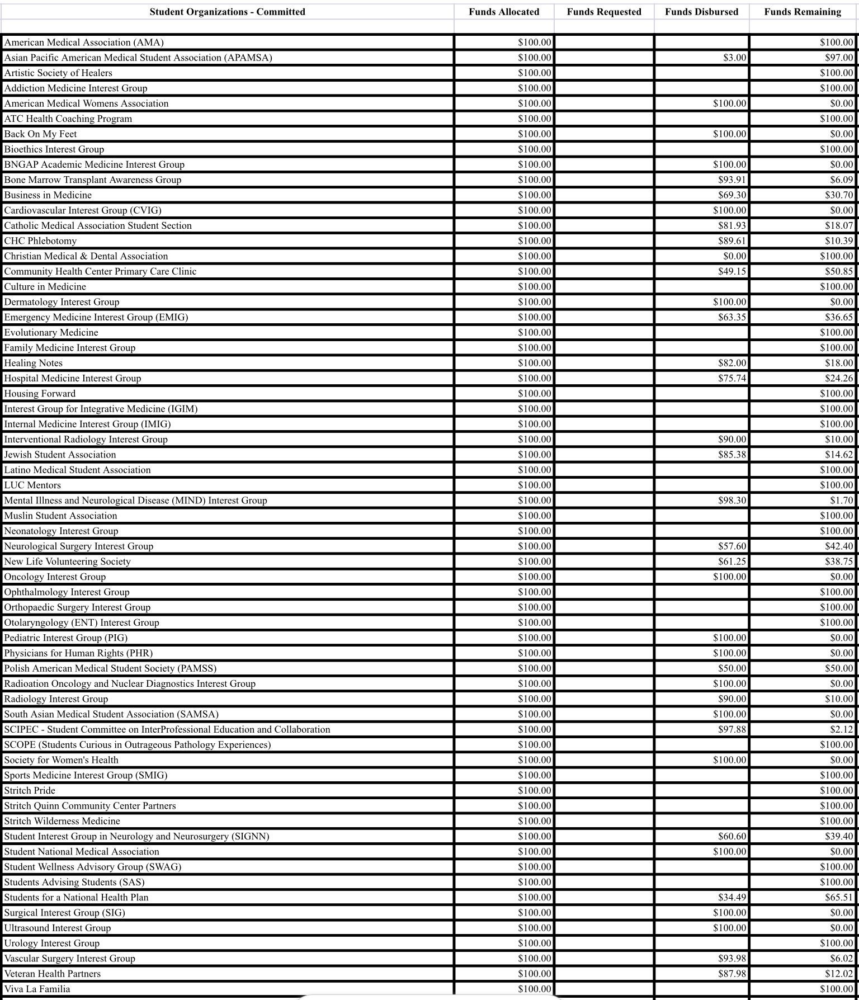 Student Organizations - Committed Funds Allocated Funds Requested Funds Disbursed Funds Remaining
American Medical Association (AMA) $100.00 $100.00
Asian Pacific American Medical Student Association (APAMSA) $100.00 $3.00 $97.00
Artistic Society of Healers $100.00 $100.00
Addiction Medicine Interest Group $100.00 $100.00
American Medical Womens Association $100.00 $100.00 $0.00
ATC Health Coaching Program $100.00 $100.00
Back On My Feet $100.00 $100.00 $0.00
Bioethics Interest Group $100.00 $100.00
BNGAP Academic Medicine Interest Group $100.00 $100.00 $0.00
Bone Marrow Transplant Awareness Group $100.00 $93.91 $6.09
Business in Medicine $100.00 $69.30 $30.70
Cardiovascular Interest Group (CVIG) $100.00 $100.00 $0.00
Catholic Medical Association Student Section $100.00 $81.93 $18.07
CHC Phlebotomy $100.00 $89.61 $10.39
Christian Medical & Dental Association $100.00 $0.00 $100.00
Community Health Center Primary Care Clinic $100.00 $49.15 $50.85
Culture in Medicine $100.00 $100.00
Dermatology Interest Group $100.00 $100.00 $0.00
Emergency Medicine Interest Group (EMIG) $100.00 $63.35 $36.65
Evolutionary Medicine $100.00 $100.00
Family Medicine Interest Group $100.00 $100.00
Healing Notes $100.00 $82.00 $18.00
Hospital Medicine Interest Group $100.00 $75.74 $24.26
Housing Forward $100.00 $100.00
Interest Group for Integrative Medicine (IGIM) $100.00 $100.00
Internal Medicine Interest Group (IMIG) $100.00 $100.00
Interventional Radiology Interest Group $100.00 $90.00 $10.00
Jewish Student Association $100.00 $85.38 $14.62
Latino Medical Student Association $100.00 $100.00
LUC Mentors $100.00 $100.00
Mental Illness and Neurological Disease (MIND) Interest Group $100.00 $98.30 $1.70
Muslin Student Association $100.00 $100.00
Neonatology Interest Group $100.00 $100.00
Neurological Surgery Interest Group $100.00 $57.60 $42.40
New Life Volunteering Society $100.00 $61.25 $38.75
Oncology Interest Group $100.00 $100.00 $0.00
Ophthalmology Interest Group $100.00 $100.00
Orthopaedic Surgery Interest Group $100.00 $100.00
Otolaryngology (ENT) Interest Group $100.00 $100.00
Pediatric Interest Group (PIG) $100.00 $100.00 $0.00
Physicians for Human Rights (PHR) $100.00 $100.00 $0.00
Polish American Medical Student Society (PAMSS) $100.00 $50.00 $50.00
Radioation Oncology and Nuclear Diagnostics Interest Group $100.00 $100.00 $0.00
Radiology Interest Group $100.00 $90.00 $10.00
South Asian Medical Student Association (SAMSA) $100.00 $100.00 $0.00
SCIPEC - Student Committee on InterProfessional Education and Collaboration $100.00 $97.88 $2.12
SCOPE (Students Curious in Outrageous Pathology Experiences) $100.00 $100.00
Society for Women's Health $100.00 $100.00 $0.00
Sports Medicine Interest Group (SMIG) $100.00 $100.00
Stritch Pride $100.00 $100.00
Stritch Quinn Community Center Partners $100.00 $100.00
Stritch Wilderness Medicine $100.00 $100.00
Student Interest Group in Neurology and Neurosurgery (SIGNN) $100.00 $60.60 $39.40
Student National Medical Association $100.00 $100.00 $0.00
Student Wellness Advisory Group (SWAG) $100.00 $100.00
Students Advising Students (SAS) $100.00 $100.00
Students for a National Health Plan $100.00 $34.49 $65.51
Surgical Interest Group (SIG) $100.00 $100.00 $0.00
Ultrasound Interest Group $100.00 $100.00 $0.00
Urology Interest Group $100.00 $100.00
Vascular Surgery Interest Group $100.00 $93.98 $6.02
Veteran Health Partners $100.00 $87.98 $12.02
Viva La Familia $100.00 $100.00